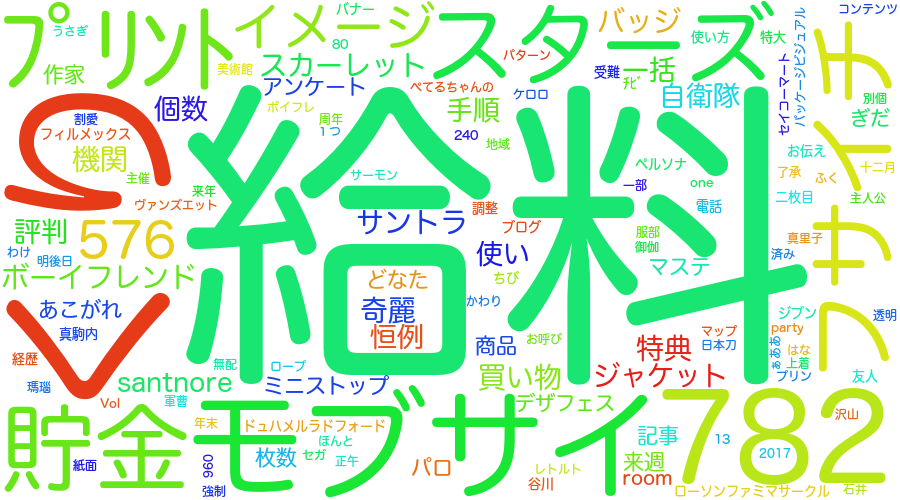 プリント
うさぎ
バナー
イメージ
80
スターズ
バッジ
コンテンツ
使い方
特大
パッケージビジュアル
セイコーマート
作家
美術館
スカーレット
パターン
受難
一括
チビ
アンケート
ぺてるちゃんの
ケロロ
自衛隊
別個
ぎだ
個数
ボイフレ
手順
周年
1つ
240
割愛
フィルメックス
機関
主催
来年
ヴァンズエット
地域
ペルソナ
お伝え
十二月
サーモン
one
一部
了承
ふく
主人公
給料
二枚目
電話
調整
ブログ
サントラ
評判
576
わけ
明後日
使い
服部
御伽
真里子
済み
マステ
ボーイフレンド
どなた
ちび
かわり
奇麗
恒例
あこがれ
真駒内
ジブン
透明
party
マップ
日本刀
お呼び
商品
特典
はな
ぁああ
上着
プリン
友人
経歴
瑪瑙
無配
ロープ
santnore
ミニストップ
買い物
ジャケット
Vol
軍曹
デザフェス
サイチ
ワ
782
沢山
貯金
年末
モブサイ
ドュハメルラドフォード
ほんと
セガ
正午
記事
13
2017
紙面
960
枚数
パロ
レトルト
来週
強制
谷川
room
ローソンファミマサークル
石井